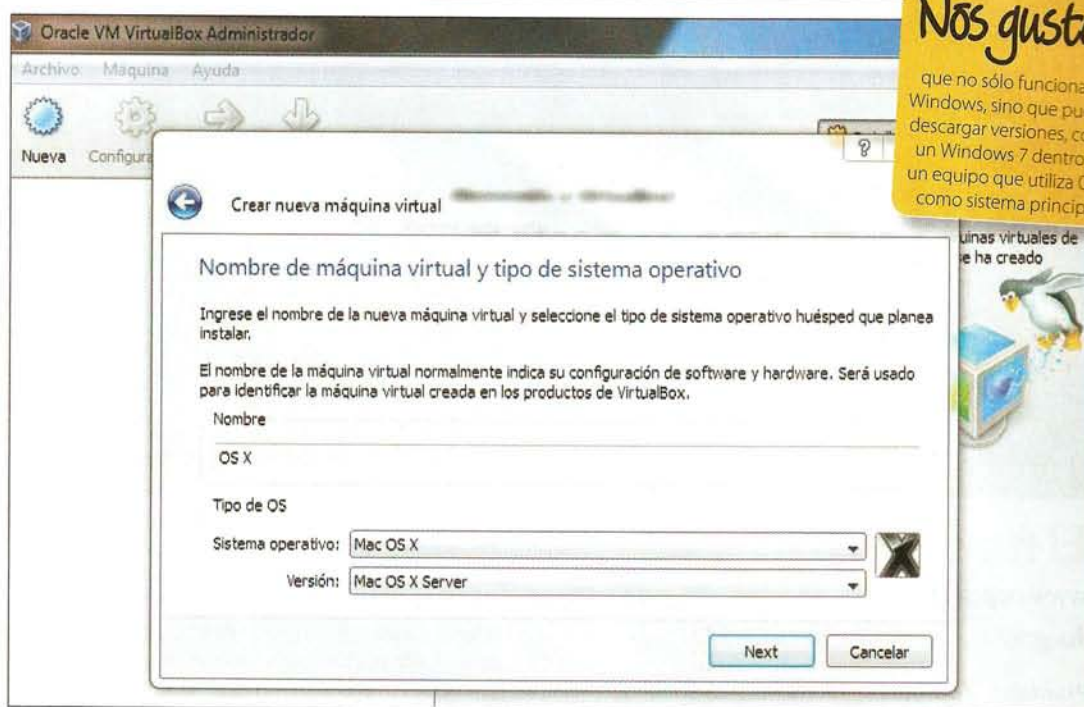 Oracle VM VirtualBox Administrador
Archivo Maquina Ayuda
Nueva
Crear nueva máquina virtual
Nombre de máquina virtual y tipo de sistema operativo
Ingrese el nombre de la nueva máquina virtual y seleccione el tipo de sistema operativo huésped que planea
instalar.
El nombre de la máquina virtual normalmente indica su configuración de software y hardware. Será usado
para identificar la máquina virtual creada en los productos de VirtualBox.
Nombre
OS X
Tipo de OS
Sistema operativo: Mac OS X
Versión: Mac OS X Server
Next Cancelar
Nos gusta
que no sólo funciona
Windows, sino que
descargar versiones,
un Windows 7 dentro
un equipo que utiliza
como sistema
virtuales de
ha creado